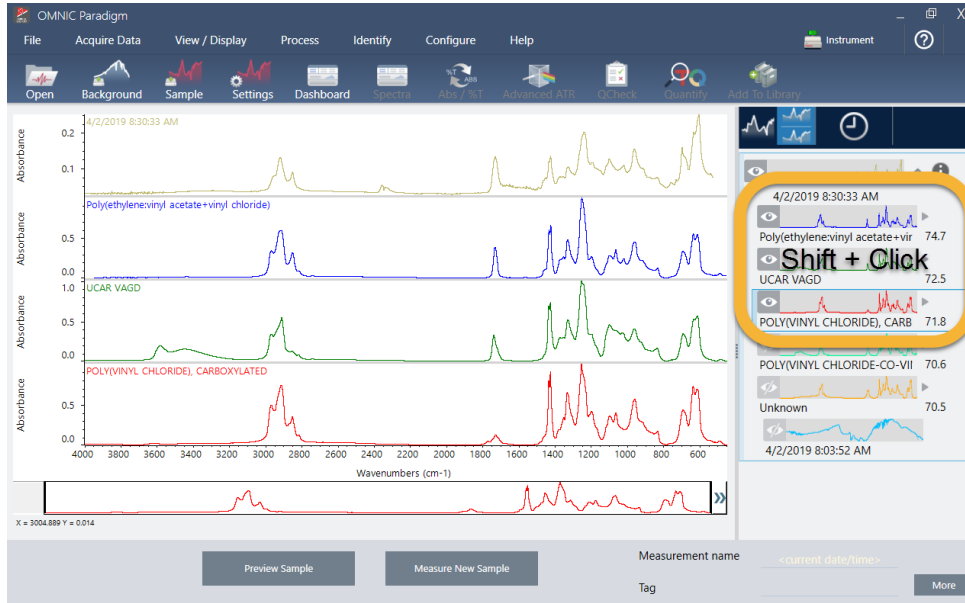 OMNIC Paradigm
File Acquire Data View / Display Process Identify Configure Help Instrument
%T ABS
Open Background Sample Settings Dashboard Spectra Abs / %T Advanced ATR QCheck Quantify Add To Library
4/2/2019 8:30:33 AM
Absorbance
0.2
0.1
Poly(ethylene:vinyl acetate+vinyl chloride)
Absorbance
0.5
0.0
UCAR VAGD
Absorbance
1.0
0.5
0.0
POLY(VINYL CHLORIDE), CARBOXYLATED
Absorbance
0.5
0.0
4000 3800 3600 3400 3200 3000 2800 2600 2400 2200 2000 1800 1600 1400 1200 1000 800 600
Wavenumbers (cm-1)
X = 3004.889 Y = 0.014
4/2/2019 8:30:33 AM
Poly(ethylene:vinyl acetate+vir 74.7
Shift + Click
UCAR VAGD 72.5
POLY(VINYL CHLORIDE), CARB 71.8
POLY(VINYL CHLORIDE-CO-VII 70.6
Unknown 70.5
4/2/2019 8:03:52 AM
Preview Sample
Measure New Sample
Measurement name <current date/time>
Tag
More